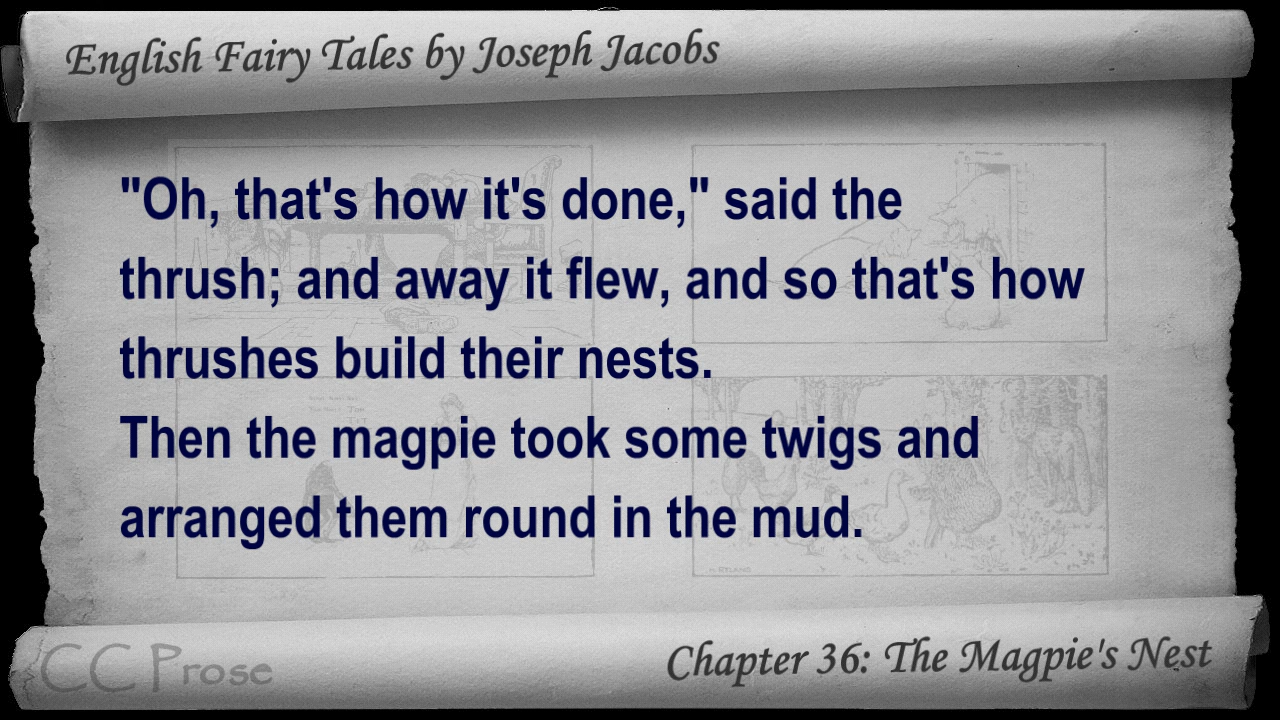 English Fairy Tales by Joseph Jacobs
"Oh, that's how it's done," said the
thrush; and away it flew, and so that's how
thrushes build their nests.
Then the magpie took some twigs and
arranged them round in the mud.
CC Prose
Chapter 36: The Magpie's Nest